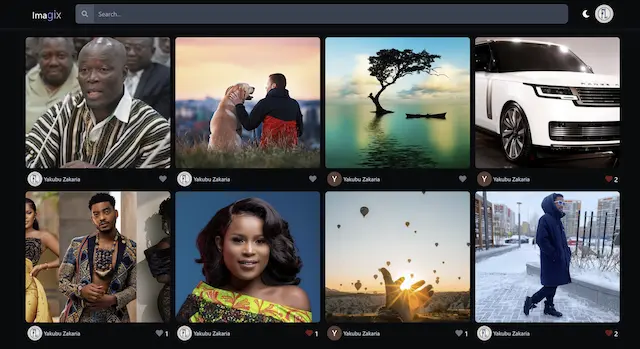 Imagix
Search...
Yakubu Zakaria
Yakubu Zakaria
Y Yakubu Zakaria
Y Yakubu Zakaria 2
Yakubu Zakaria 1
Yakubu Zakaria 1
Y Yakubu Zakaria 1
Yakubu Zakaria 2